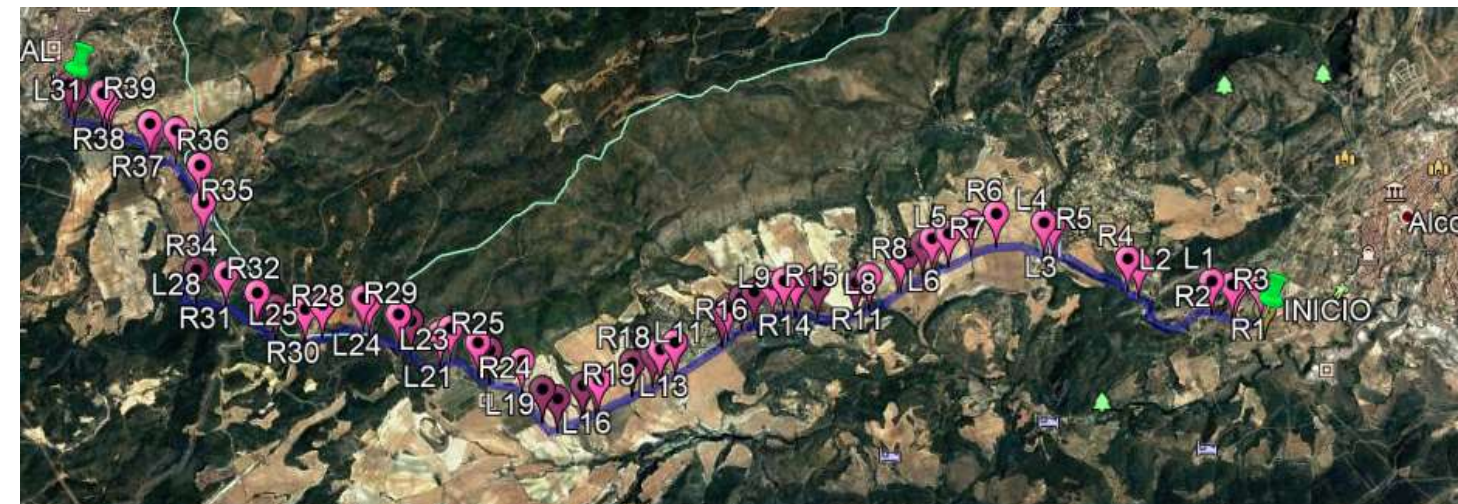 AL
L31
R39
R38
R36
R37
R35
R34
R32
L28
R31
L25
R28
R29
R30
L24
L23
R25
L21
R24
L19
R19
L16
R18
L11
L13
R16
L9
R15
R14
L8
R11
R8
L6
L5
R7
R6
L4
R5
L3
R4
L2
L1
R3
R2
R1
INICIO
Alco